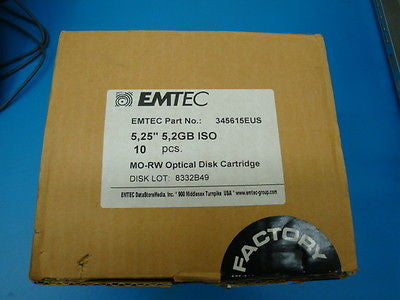 EMTEC
EMTEC Part No.: 345615EUS
5,25" 5,2GB ISO
10 pcs.
MO-RW Optical Disk Cartridge
DISK LOT: 8332B49
EMTEC DataStoreMedia, Inc. * 900 Middlesex Turnpike USA * www.emtec-group.com
FACTORY